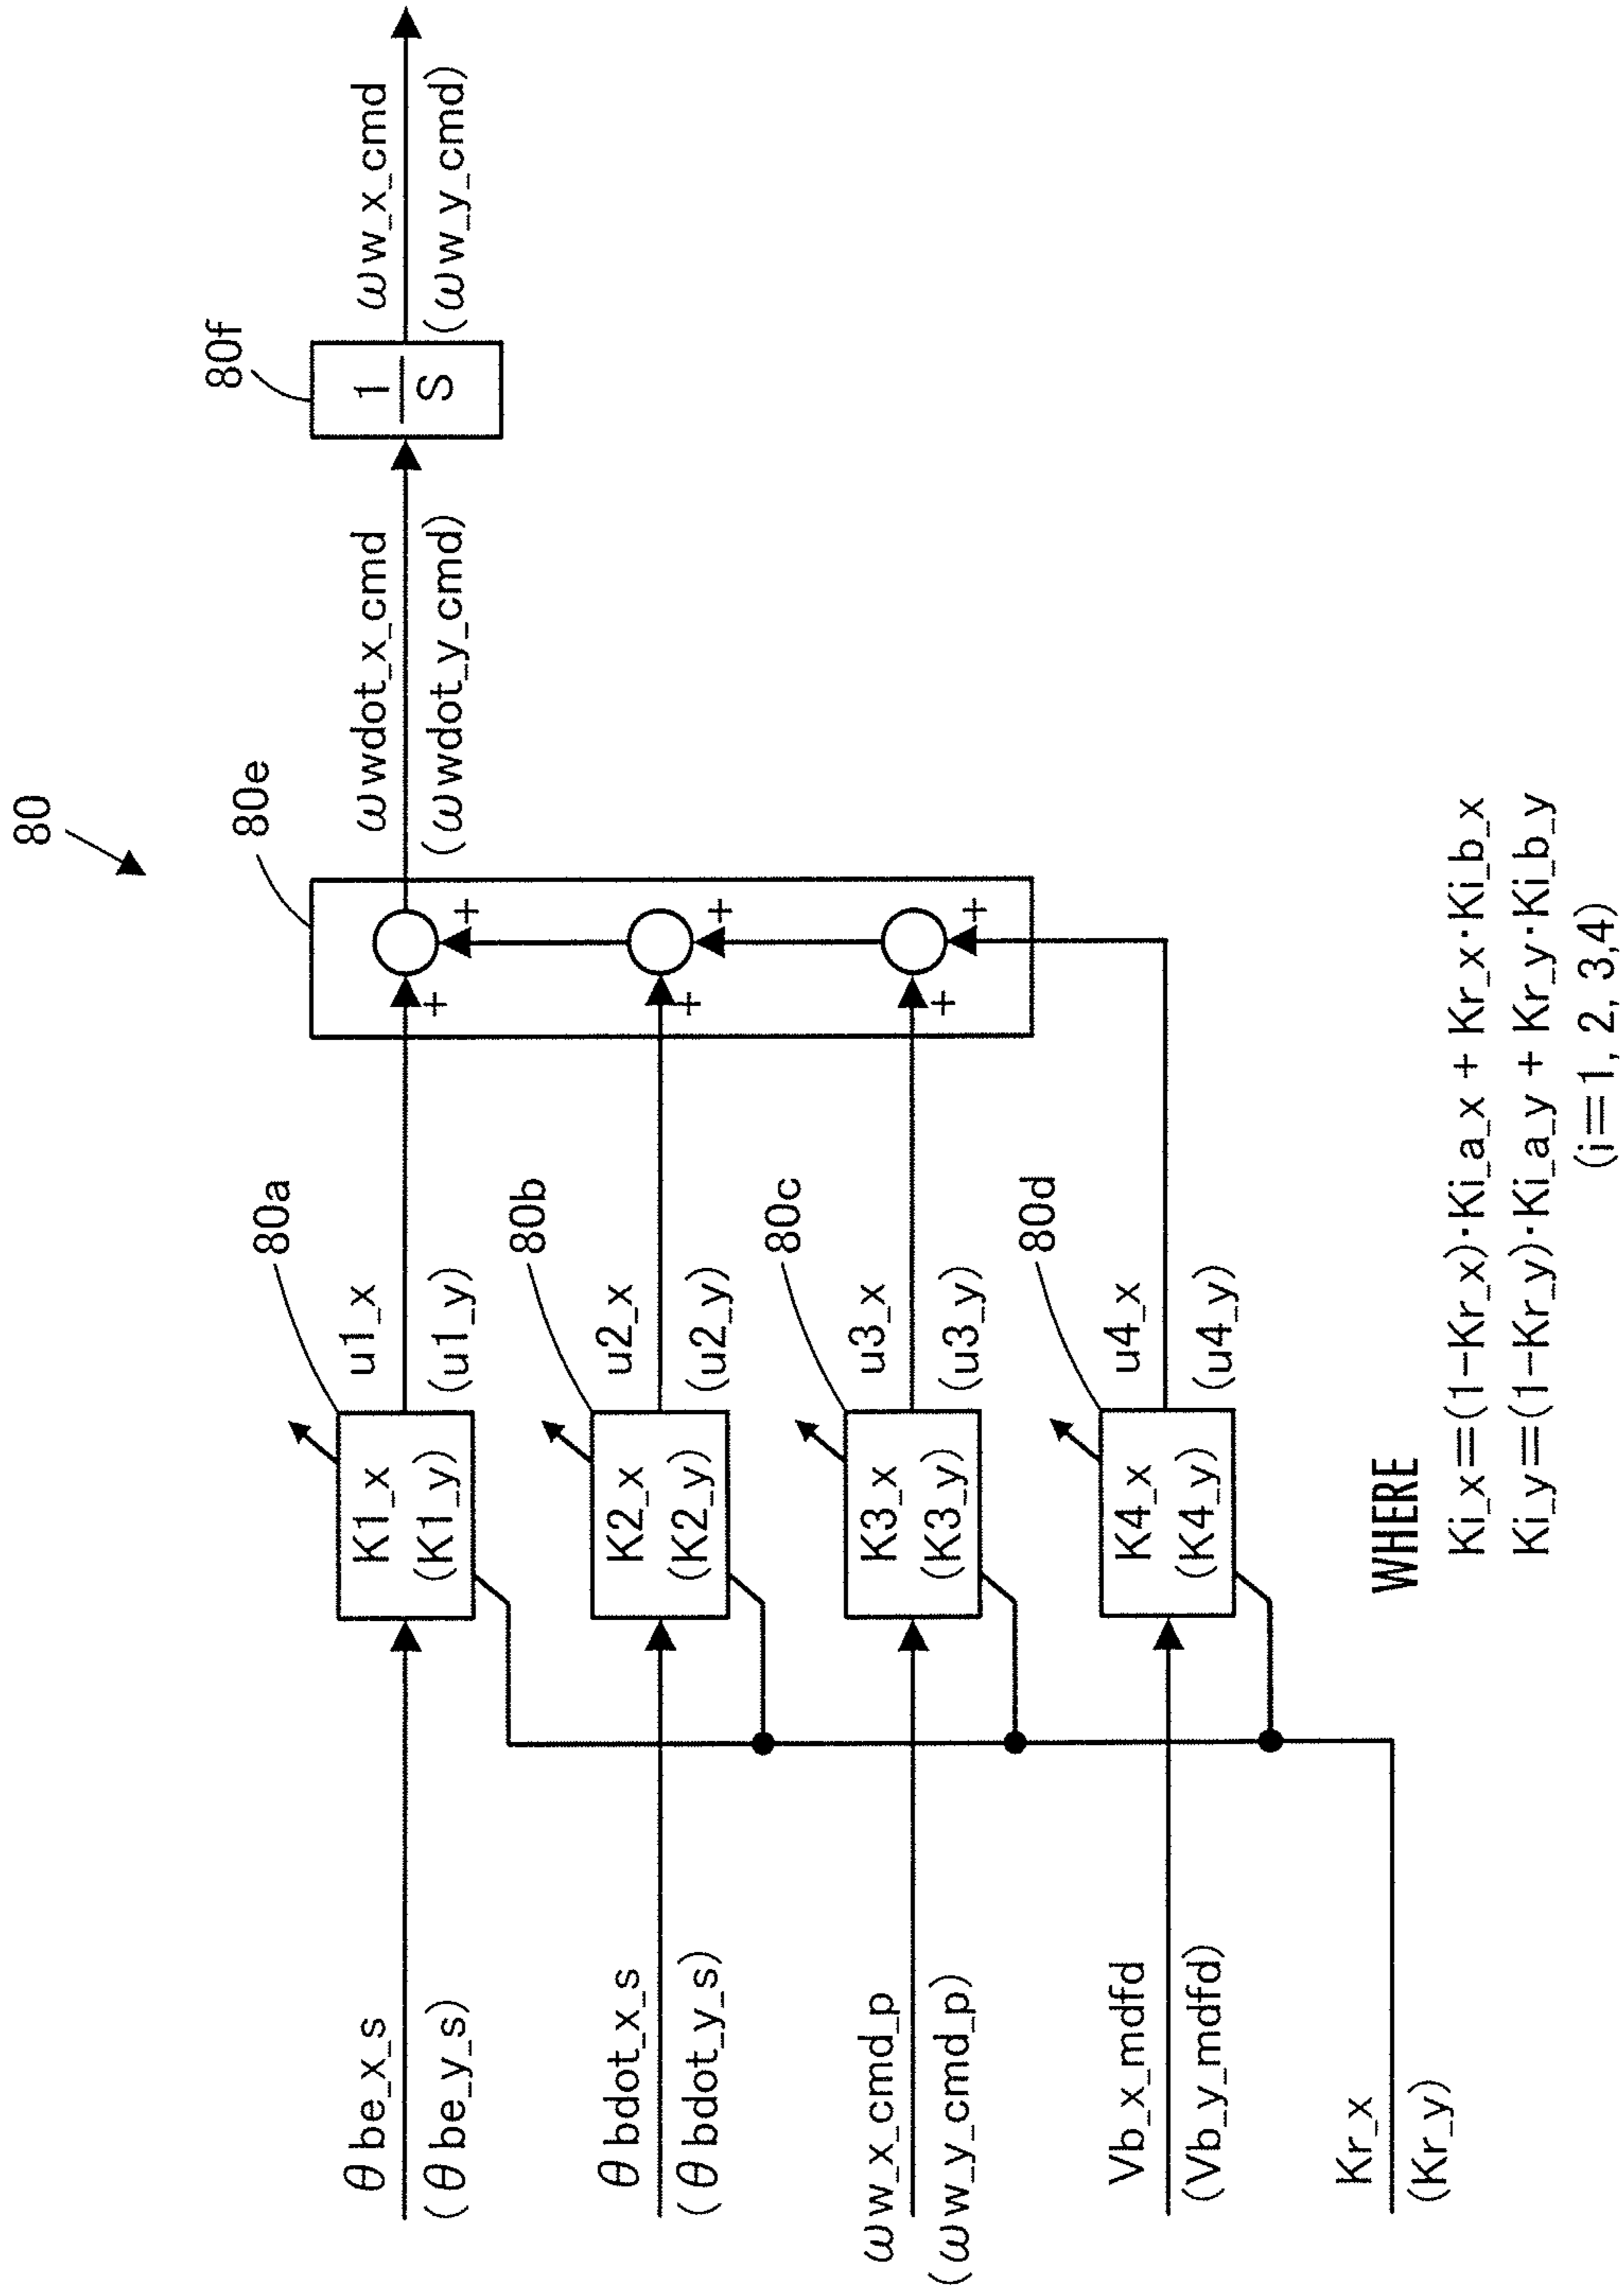 80
80a
80b
80c
80d
80e
80f
θbe_x_s
(θbe_y_s)
θbdot_x_s
(θbdot_y_s)
ωw_x_cmd_p
(ωw_y_cmd_p)
Vb_x_mdfd
(Vb_y_mdfd)
Kr_x
(Kr_y)
K1_x
(K1_y)
K2_x
(K2_y)
K3_x
(K3_y)
K4_x
(K4_y)
u1_x
(u1_y)
u2_x
(u2_y)
u3_x
(u3_y)
u4_x
(u4_y)
+
+
+
+
+
+
ωwdot_x_cmd
(ωwdot_y_cmd)
1
S
ωw_x_cmd
(ωw_y_cmd)
WHERE
Ki_x=(1-Kr_x)·Ki_a_x + Kr_x·Ki_b_x
Ki_y=(1-Kr_y)·Ki_a_y + Kr_y·Ki_b_y
(i=1, 2, 3,4)